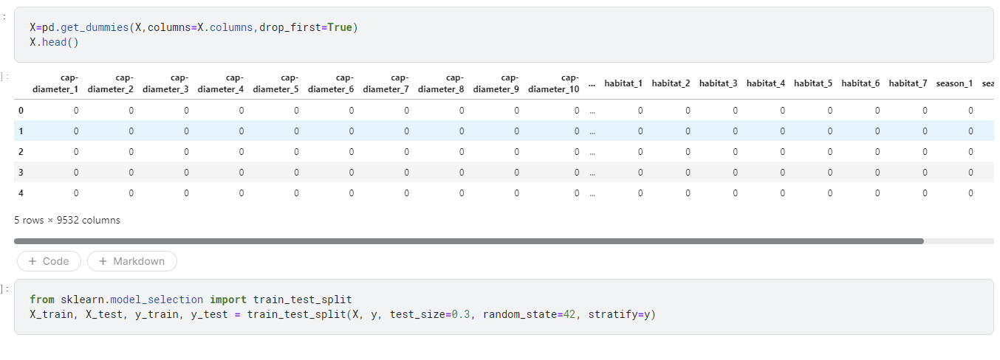 :
X=pd.get_dummies(X,columns=X.columns,drop_first=True)
X.head()
]:
cap-diameter_1 cap-diameter_2 cap-diameter_3 cap-diameter_4 cap-diameter_5 cap-diameter_6 cap-diameter_7 cap-diameter_8 cap-diameter_9 cap-diameter_10 ... habitat_1 habitat_2 habitat_3 habitat_4 habitat_5 habitat_6 habitat_7 season_1 sea
0 0 0 0 0 0 0 0 0 0 0 ... 0 0 0 0 0 0 0 0
1 0 0 0 0 0 0 0 0 0 0 ... 0 0 0 0 0 0 0 0
2 0 0 0 0 0 0 0 0 0 0 ... 0 0 0 0 0 0 0 0
3 0 0 0 0 0 0 0 0 0 0 ... 0 0 0 0 0 0 0 0
4 0 0 0 0 0 0 0 0 0 0 ... 0 0 0 0 0 0 0 0
5 rows × 9532 columns
+ Code + Markdown
]:
from sklearn.model_selection import train_test_split
X_train, X_test, y_train, y_test = train_test_split(X, y, test_size=0.3, random_state=42, stratify=y)